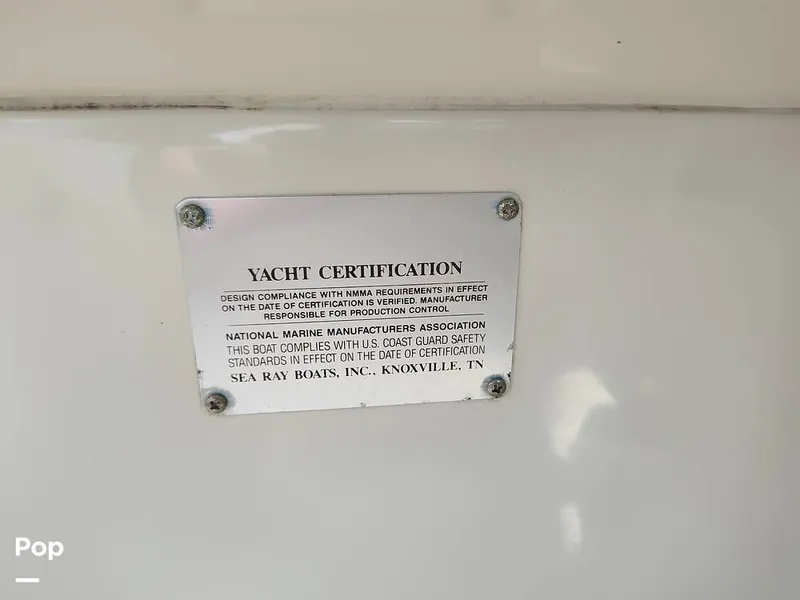 YACHT CERTIFICATION
DESIGN COMPLIANCE WITH NMMA REQUIREMENTS IN EFFECT
ON THE DATE OF CERTIFICATION IS VERIFIED. MANUFACTURER
RESPONSIBLE FOR PRODUCTION CONTROL
NATIONAL MARINE MANUFACTURERS ASSOCIATION
THIS BOAT COMPLIES WITH U.S. COAST GUARD SAFETY
STANDARDS IN EFFECT ON THE DATE OF CERTIFICATION
SEA RAY BOATS, INC., KNOXVILLE, TN
Pop